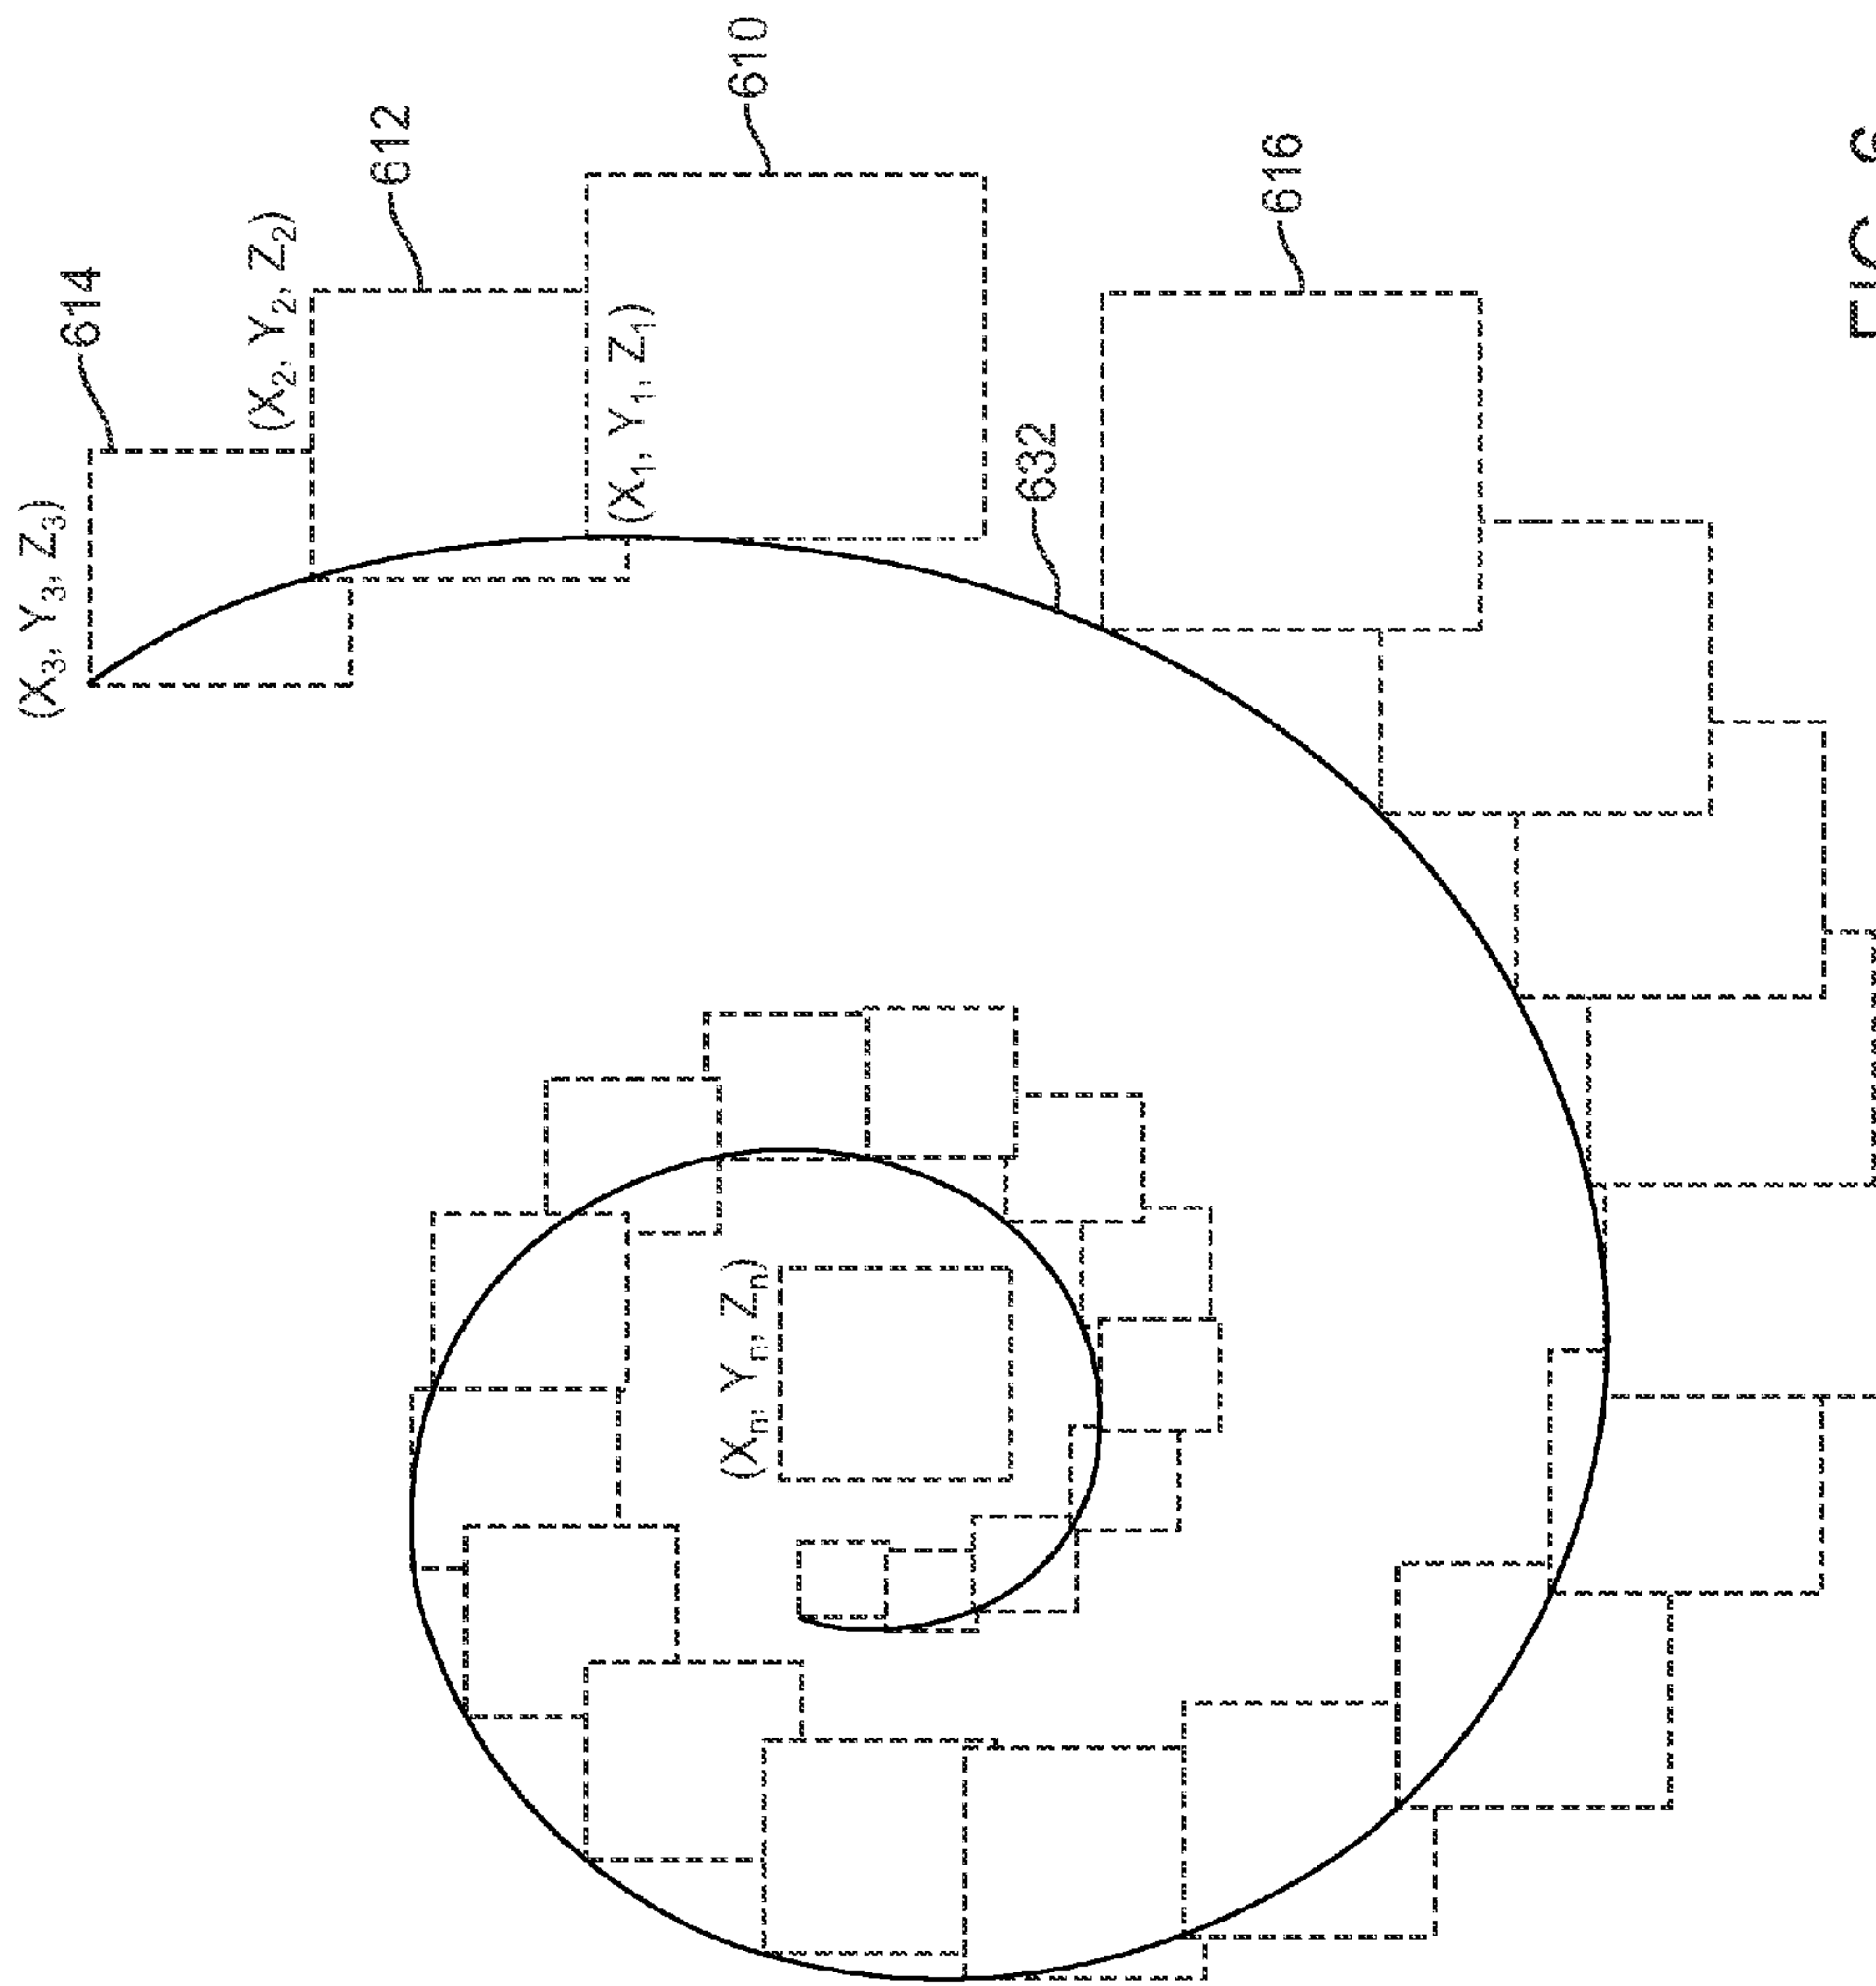 614
(X3, Y3, Z3)
612
(X2, Y2, Z2)
610
(X1, Y1, Z1)
632
616
(Xn, Yn, Zn)